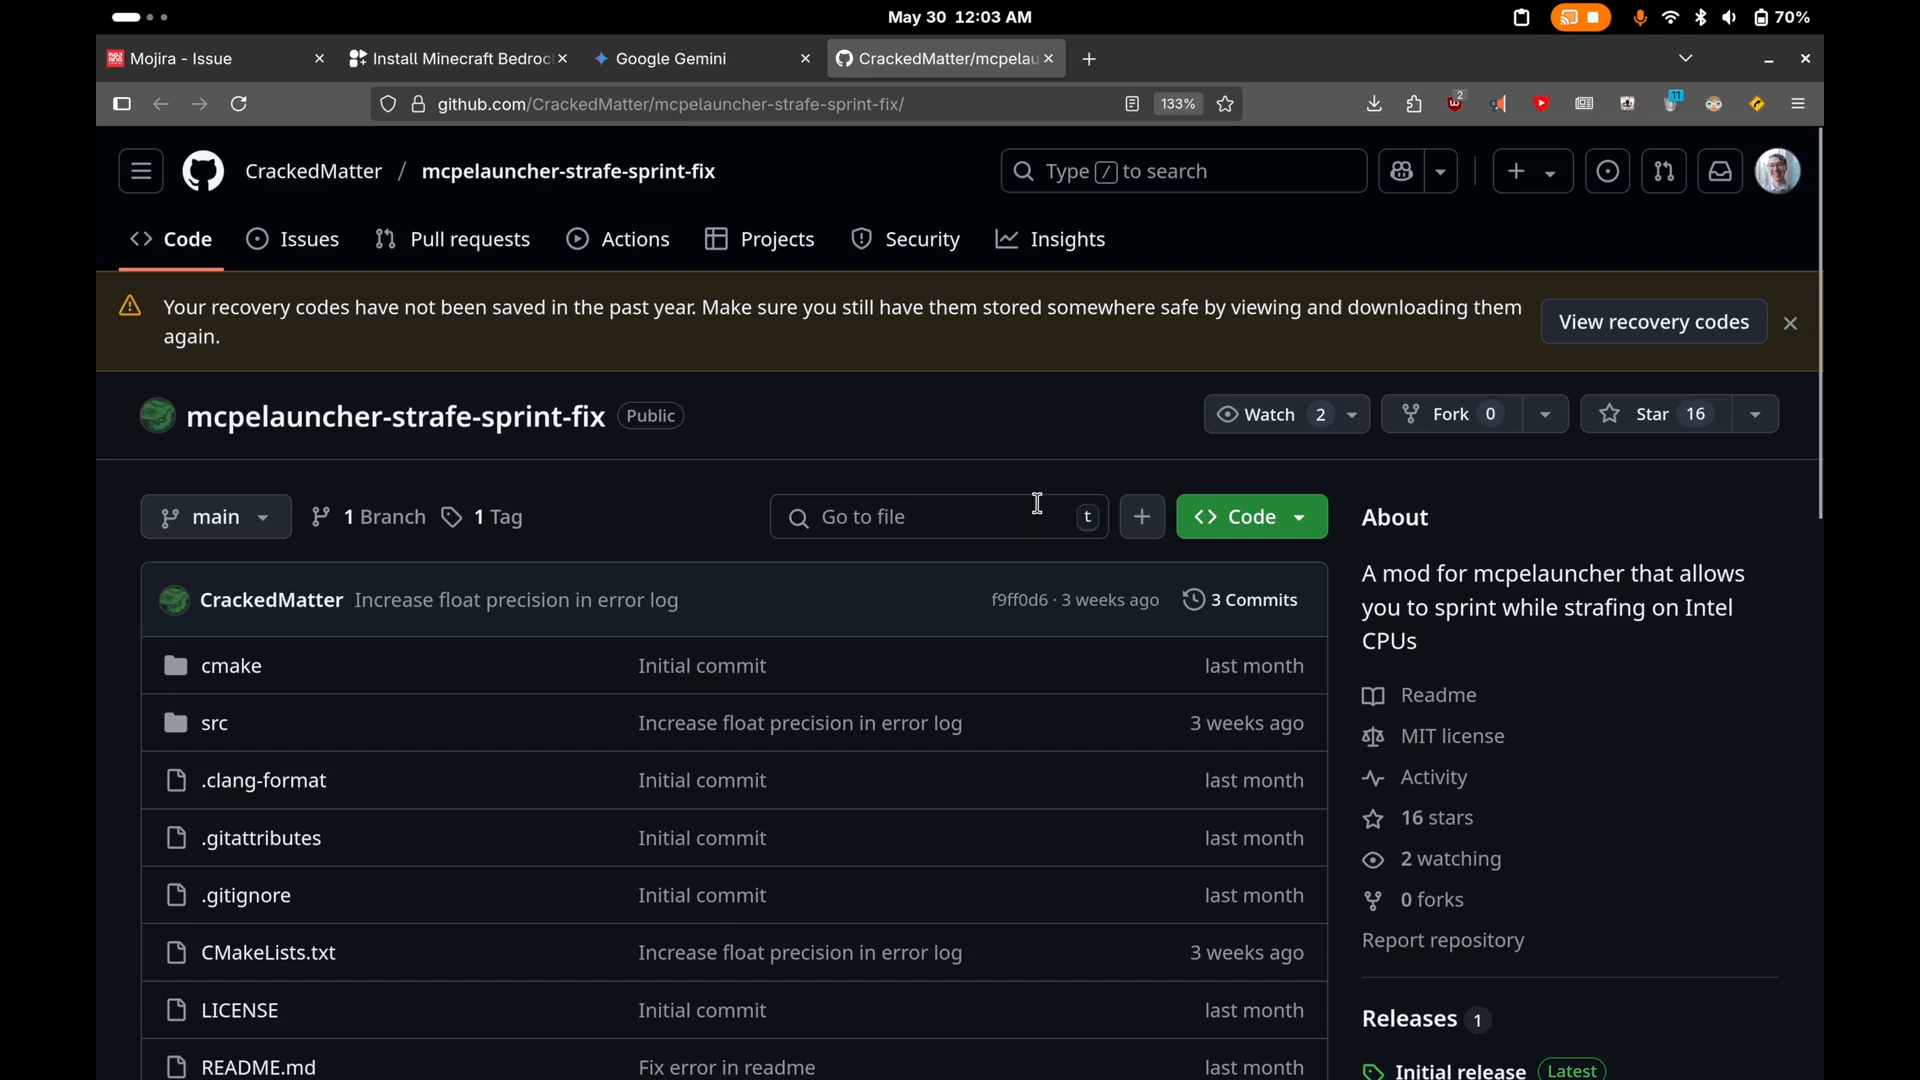 May 30 12:03 AM
70%
Mojira - Issue
Install Minecraft Bedroc
Google Gemini
CrackedMatter/mcpelau
github.com/CrackedMatter/mcpelauncher-strafe-sprint-fix/
133%
2
11
CrackedMatter / mcpelauncher-strafe-sprint-fix
Type / to search
Code
Issues
Pull requests
Actions
Projects
Security
Insights
Your recovery codes have not been saved in the past year. Make sure you still have them stored somewhere safe by viewing and downloading them
again.
View recovery codes
mcpelauncher-strafe-sprint-fix
Public
Watch 2
Fork 0
Star 16
main
1 Branch
1 Tag
Go to file
t
Code
About
A mod for mcpelauncher that allows
you to sprint while strafing on Intel
CPUs
CrackedMatter Increase float precision in error log
f9ff0d6 · 3 weeks ago
3 Commits
cmake
Initial commit
last month
src
Increase float precision in error log
3 weeks ago
.clang-format
Initial commit
last month
.gitattributes
Initial commit
last month
.gitignore
Initial commit
last month
CMakeLists.txt
Increase float precision in error log
3 weeks ago
LICENSE
Initial commit
last month
README.md
Fix error in readme
last month
Readme
MIT license
Activity
16 stars
2 watching
0 forks
Report repository
Releases 1
Initial release
Latest